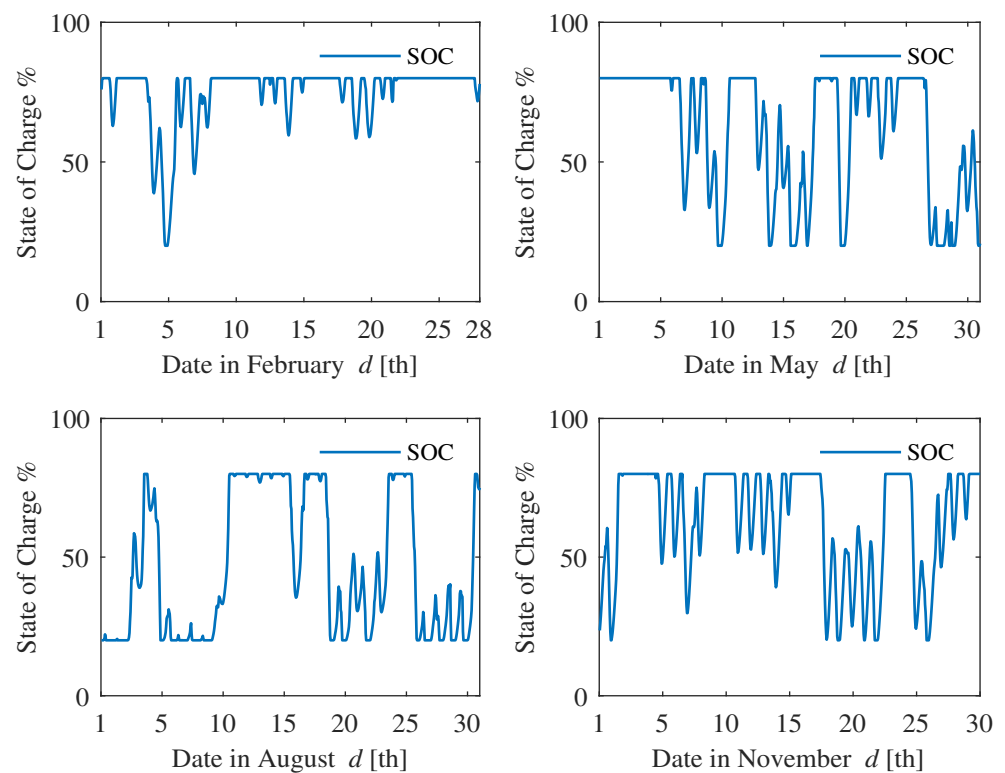 100
50
0
State of Charge %
SOC
1 5 10 15 20 25 28
Date in February d [th]
100
50
0
State of Charge %
SOC
1 5 10 15 20 25 30
Date in May d [th]
100
50
0
State of Charge %
SOC
1 5 10 15 20 25 30
Date in August d [th]
100
50
0
State of Charge %
SOC
1 5 10 15 20 25 30
Date in November d [th]